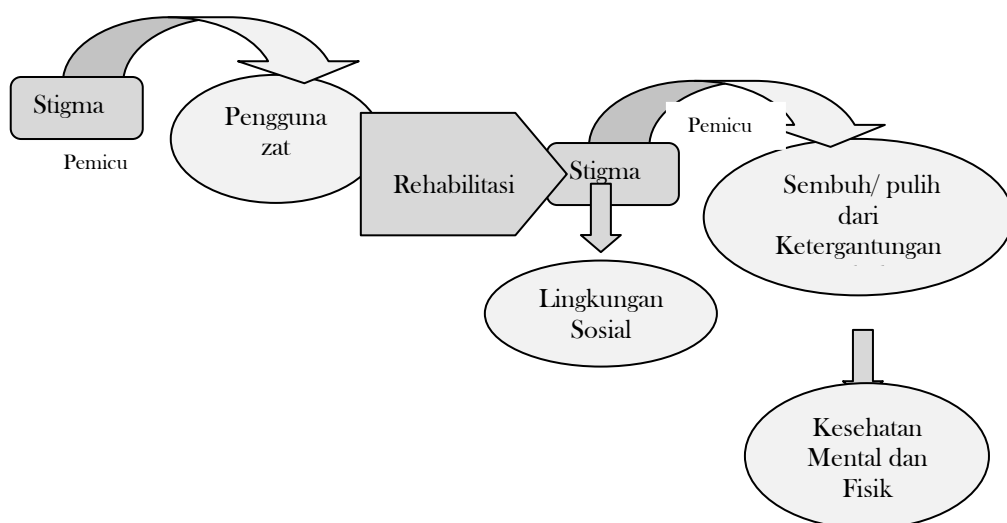 Stigma
Pemicu
Pengguna
zat
Rehabilitasi
Stigma
Pemicu
Sembuh/ pulih
dari
Ketergantungan
Lingkungan
Sosial
Kesehatan
Mental dan
Fisik